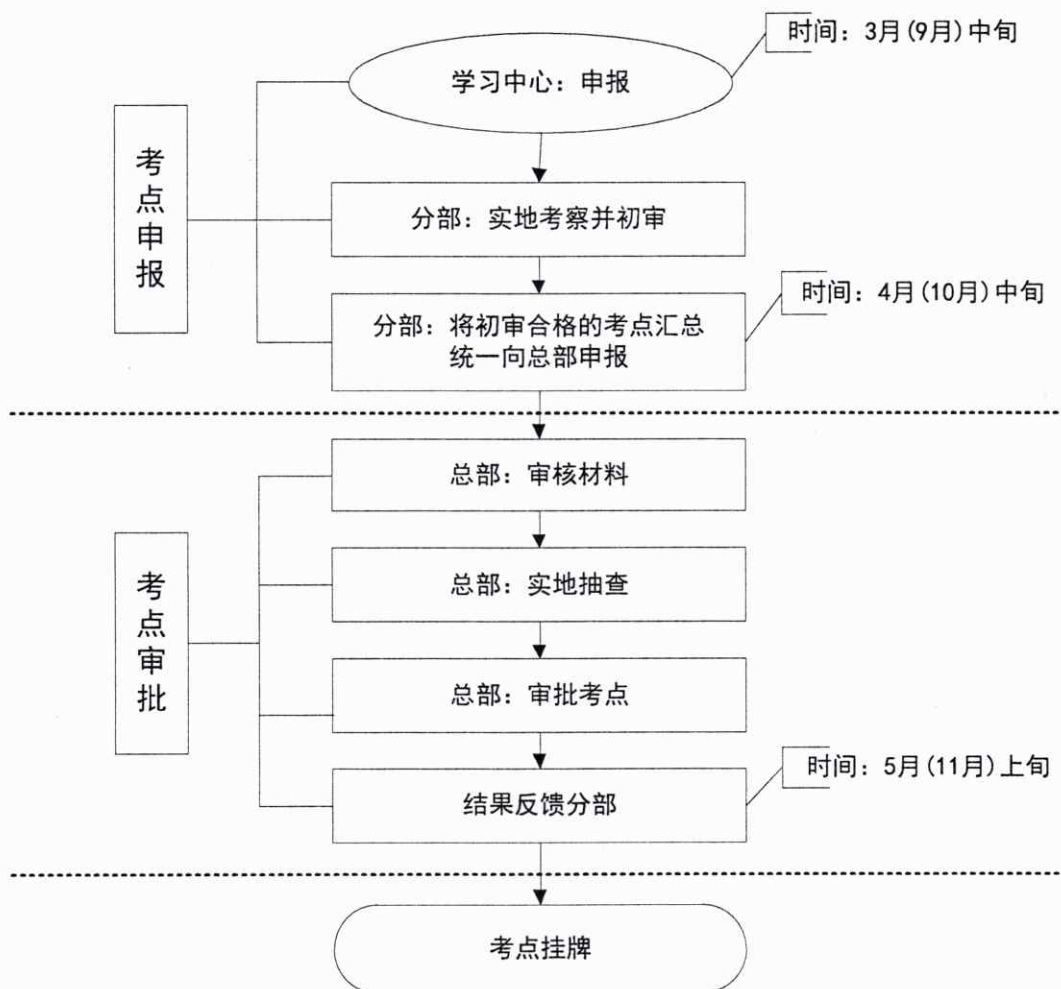 时间：3月(9月)中旬
学习中心：申报
考点申报
分部：实地考察并初审
时间：4月(10月)中旬
分部：将初审合格的考点汇总
统一向总部申报
总部：审核材料
总部：实地抽查
考点审批
总部：审批考点
时间：5月(11月)上旬
结果反馈分部
考点挂牌